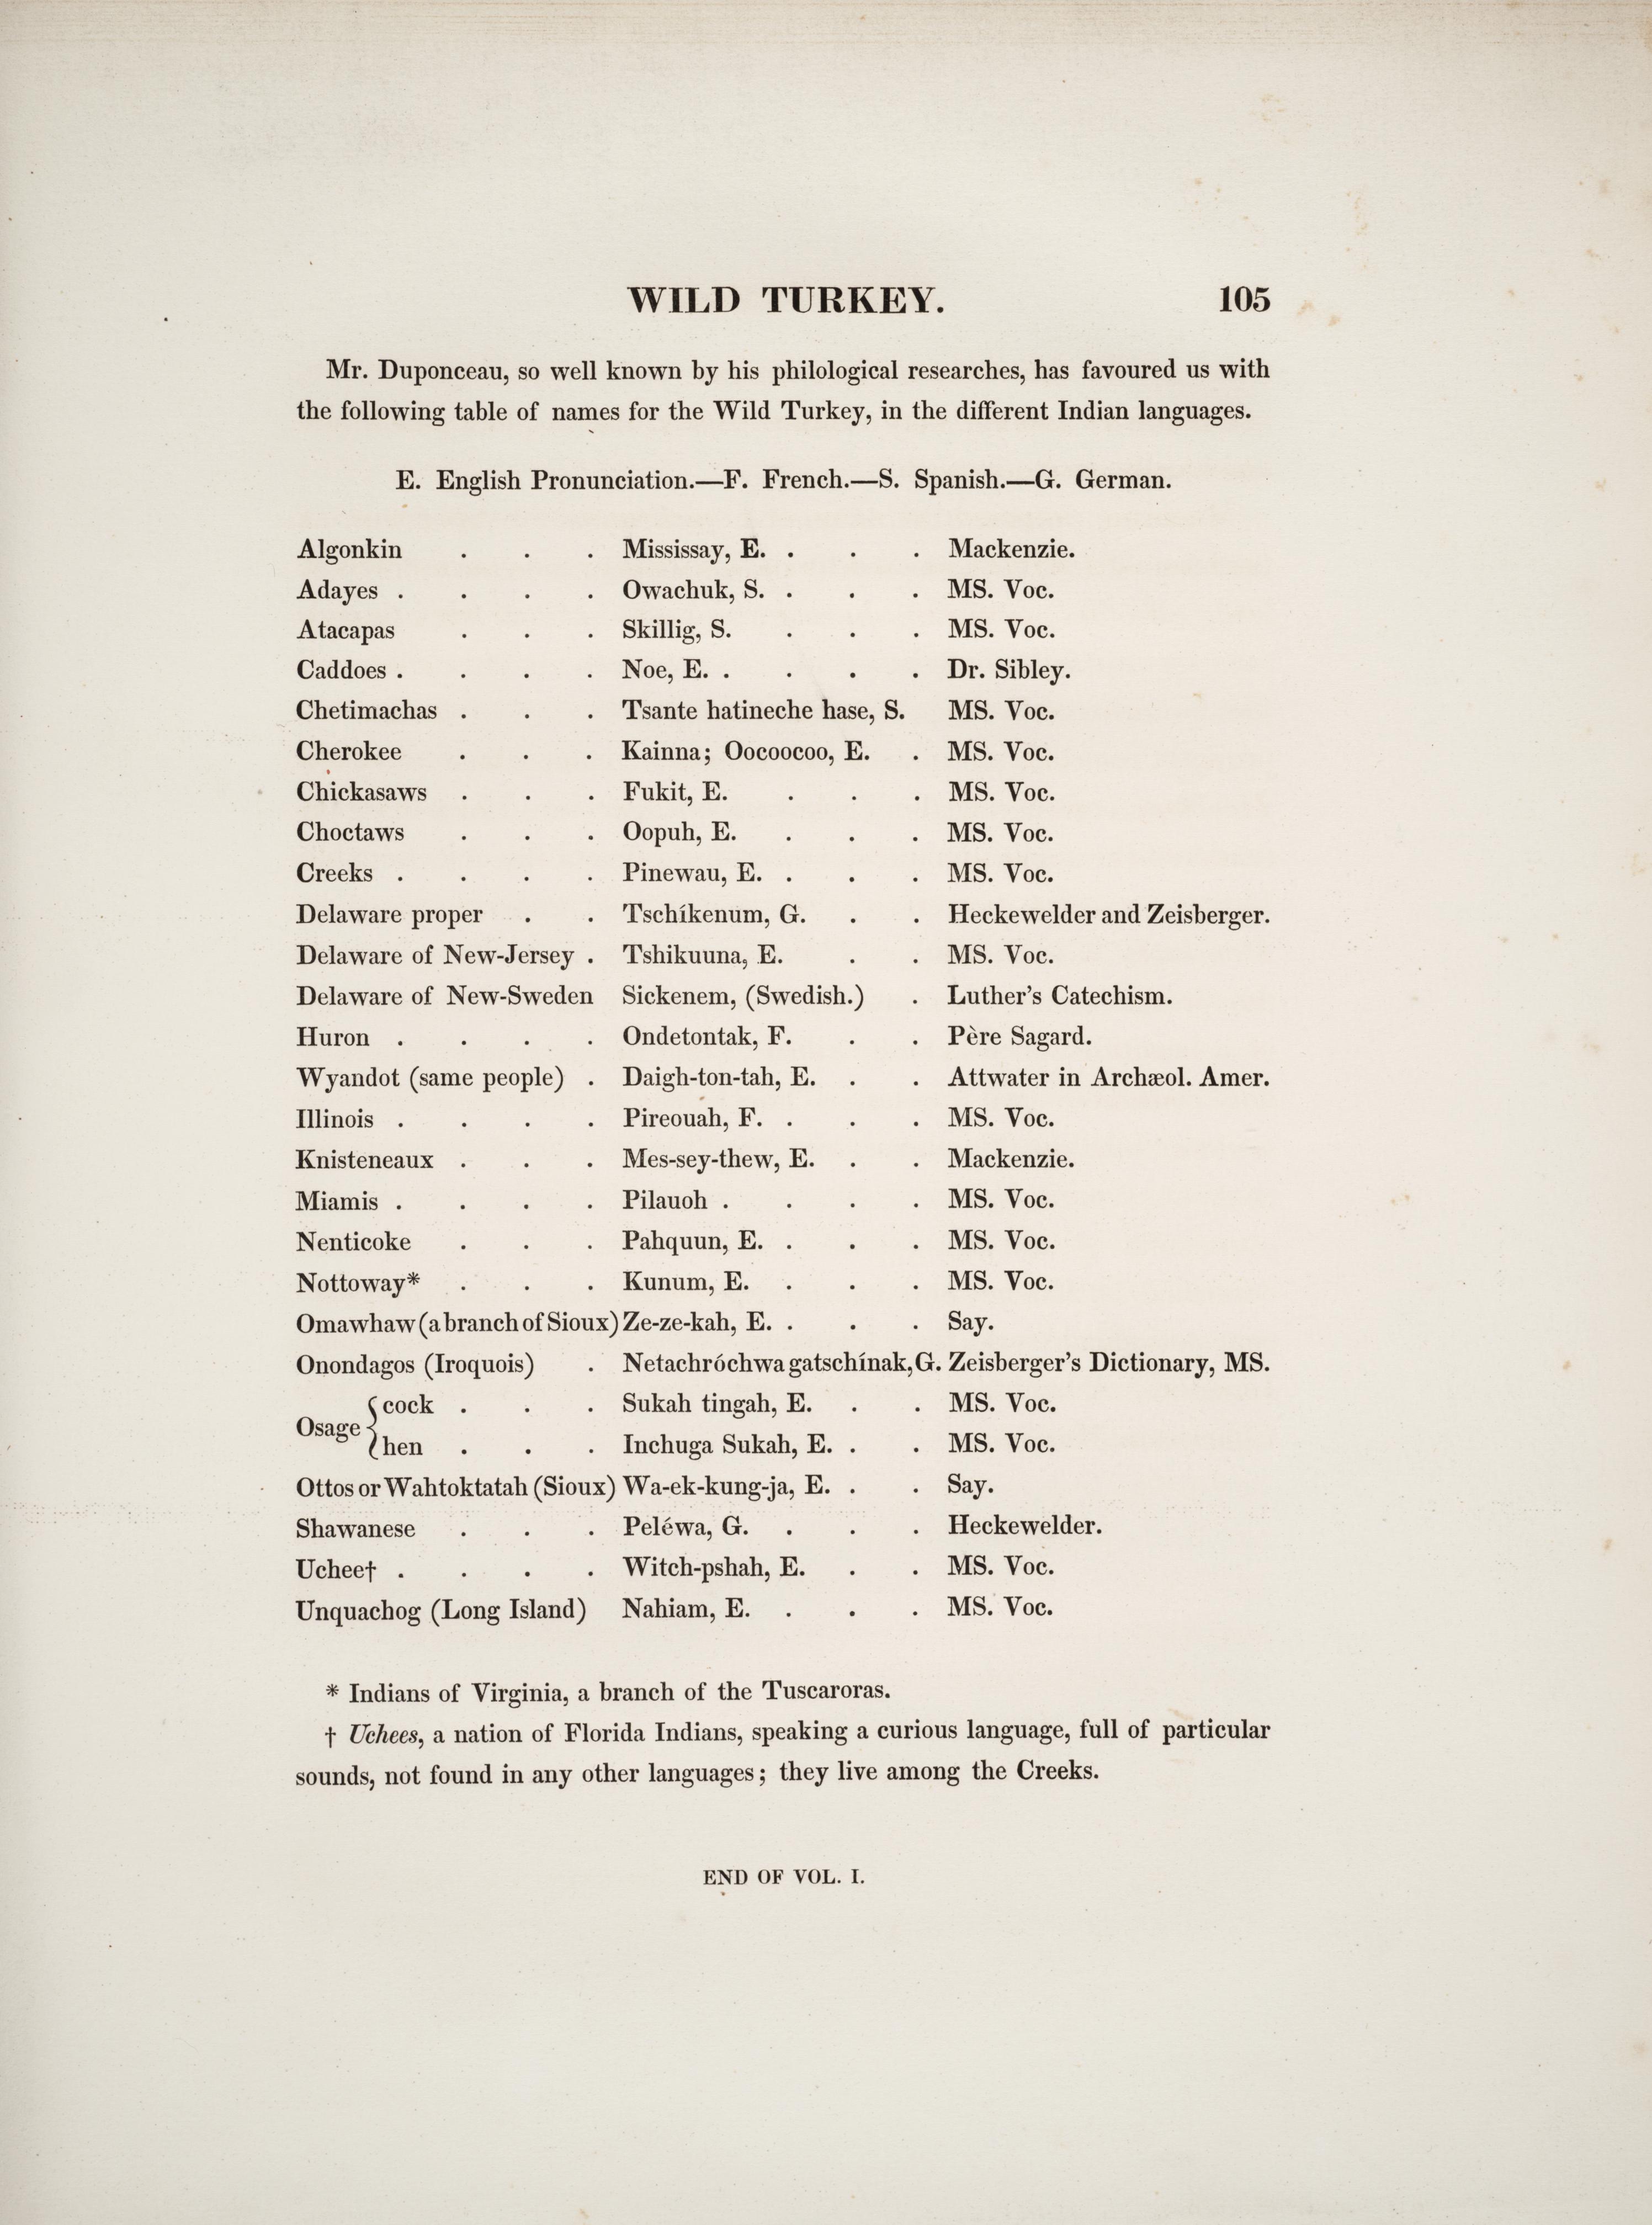 WILD TURKEY. 105
Mr. Duponceau, so well known by his philological researches, has favoured us with
the following table of names for the Wild Turkey, in the different Indian languages.
E. English Pronunciation.—F. French.—S. Spanish.—G. German.
Algonkin . . . Mississay, E. . . . Mackenzie.
Adayes . . . . Owachuk, S. . . . MS. Voc.
Atacapas . . . Skillig, S. . . . MS. Voc.
Caddoes . . . . Noe, E. . . . . Dr. Sibley.
Chetimachas . . . Tsante hatineche hase, S. MS. Voc.
Cherokee . . . Kainna; Oocoocoo, E. . MS. Voc.
Chickasaws . . . Fukit, E. . . . MS. Voc.
Choctaws . . . Oopuh, E. . . . MS. Voc.
Creeks . . . . Pinewau, E. . . . MS. Voc.
Delaware proper . . Tschíkenum, G. . . Heckewelder and Zeisberger.
Delaware of New-Jersey . Tshikuuna, E. . . MS. Voc.
Delaware of New-Sweden Sickenem, (Swedish.) . Luther's Catechism.
Huron . . . . Ondetontak, F. . . Père Sagard.
Wyandot (same people) . Daigh-ton-tah, E. . . Attwater in Archæol. Amer.
Illinois . . . . Pireouah, F. . . . MS. Voc.
Knisteneaux . . . Mes-sey-thew, E. . . Mackenzie.
Miamis . . . . Pilauoh . . . . MS. Voc.
Nenticoke . . . Pahquun, E. . . . MS. Voc.
Nottoway* . . . Kunum, E. . . . MS. Voc.
Omawhaw (a branch of Sioux) Ze-ze-kah, E. . . . Say.
Onondagos (Iroquois) . Netachróchwa gatschínak, G. Zeisberger's Dictionary, MS.
Osage { cock . . . Sukah tingah, E. . . MS. Voc.
hen . . . Inchuga Sukah, E. . . MS. Voc.
Ottos or Wahtoktatah (Sioux) Wa-ek-kung-ja, E. . . Say.
Shawanese . . . Peléwa, G. . . . Heckewelder.
Uchee† . . . . Witch-pshah, E. . . MS. Voc.
Unquachog (Long Island) Nahiam, E. . . . MS. Voc.
* Indians of Virginia, a branch of the Tuscaroras.
† Uchees, a nation of Florida Indians, speaking a curious language, full of particular
sounds, not found in any other languages; they live among the Creeks.
END OF VOL. I.